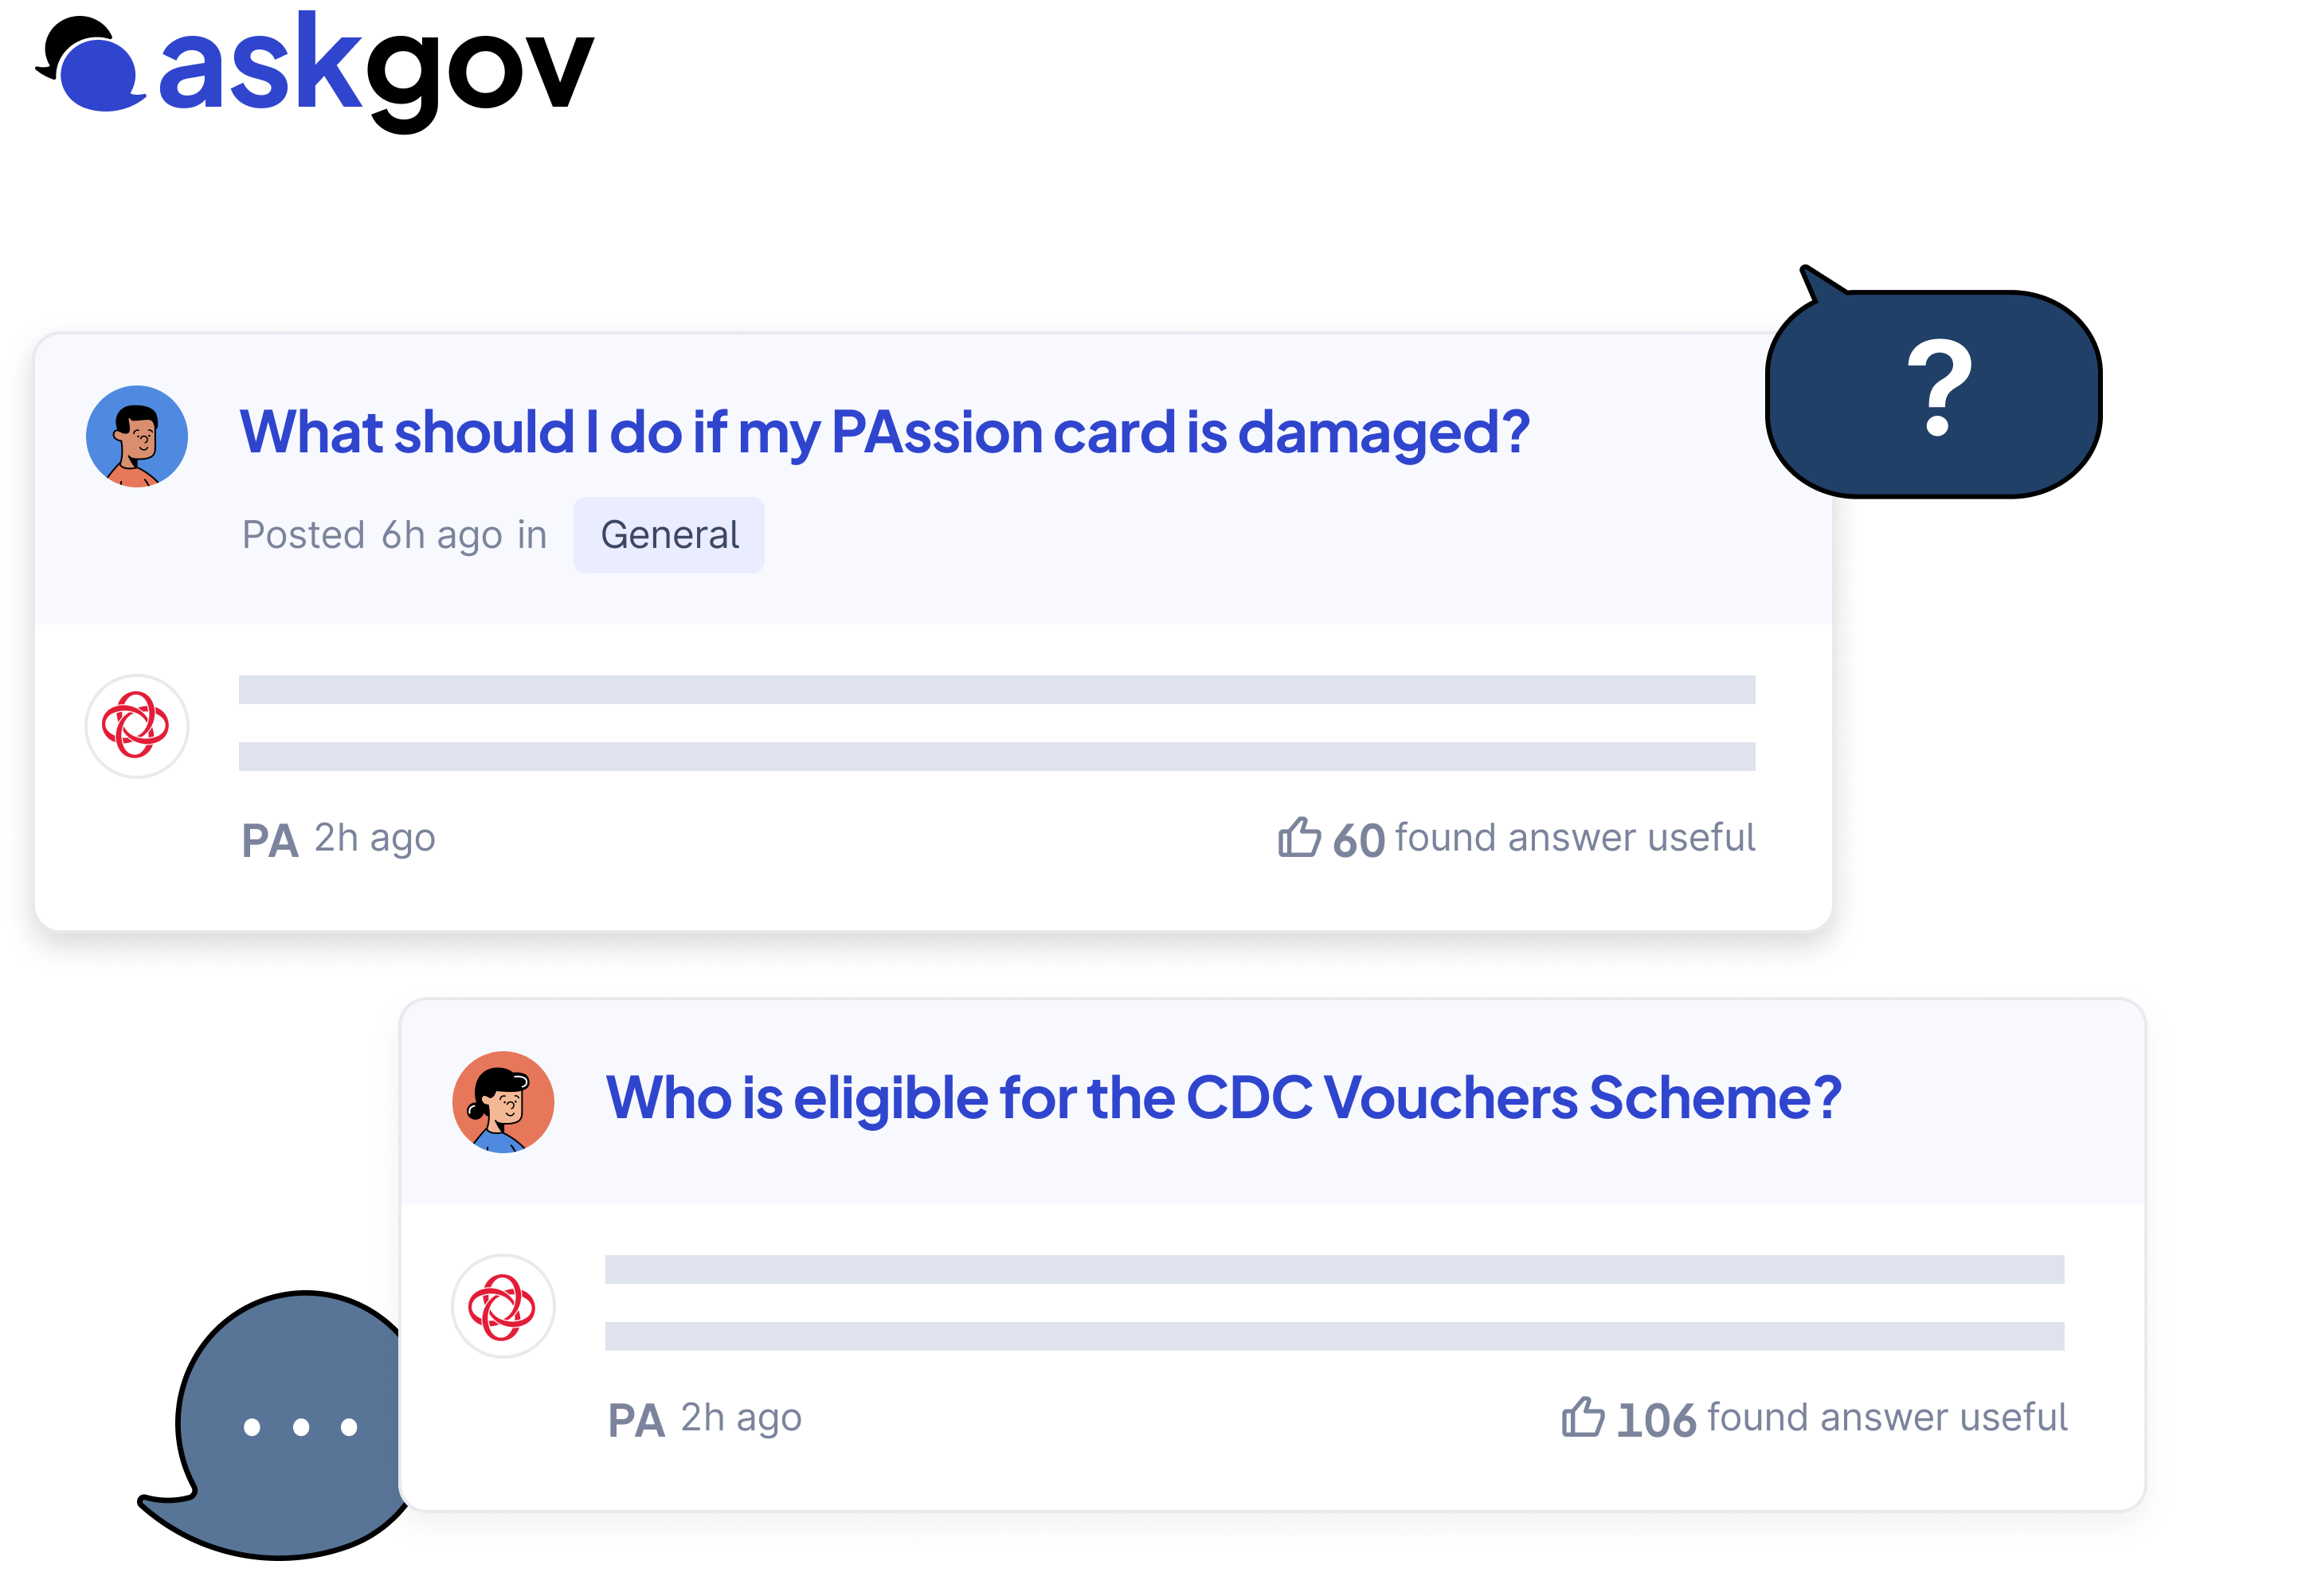 askgov
?
What should I do if my PAssion card is damaged?
Posted 6h ago in General
PA 2h ago 60 found answer useful
Who is eligible for the CDC Vouchers Scheme?
PA 2h ago 106 found answer useful